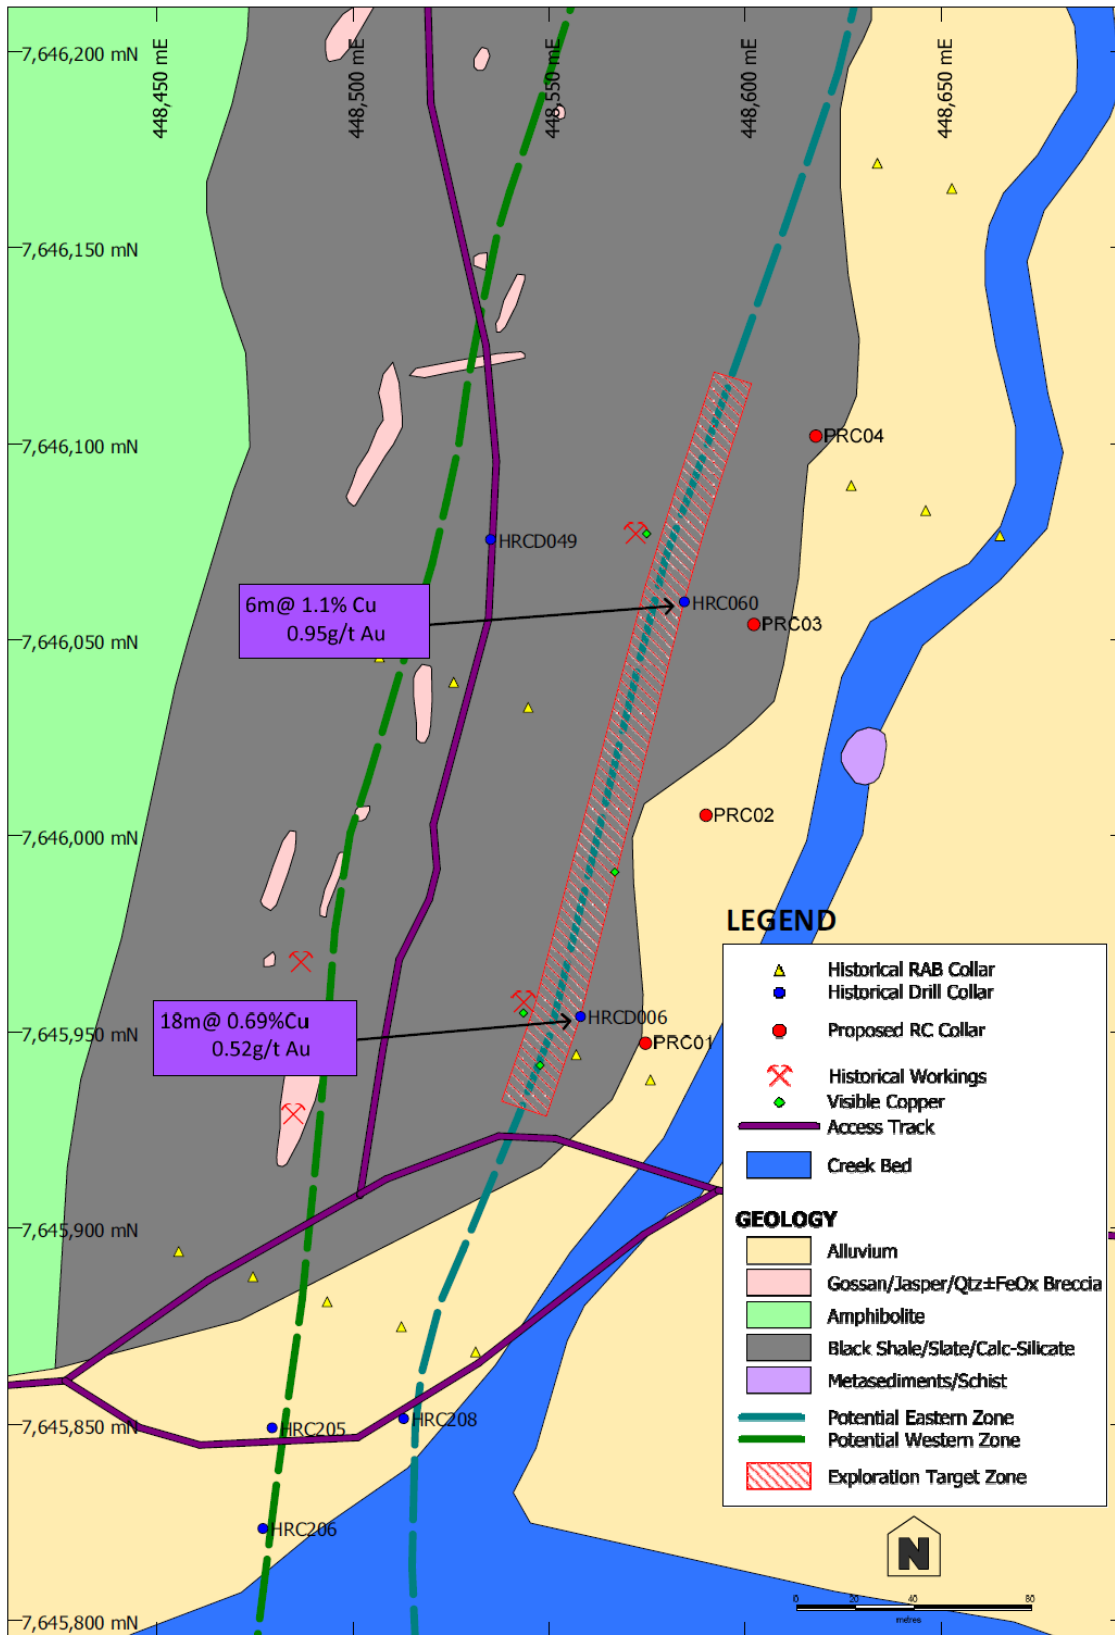 7,646,200 mN
448,450 mE
448,500 mE
448,550 mE
448,600 mE
448,650 mE
7,646,150 mN
7,646,100 mN
PRC04
HRCD049
6m@ 1.1% Cu
0.95g/t Au
HRC060
PRC03
7,646,050 mN
7,646,000 mN
PRC02
18m@ 0.69%Cu
0.52g/t Au
HRCD006
7,645,950 mN
PRC01
7,645,900 mN
HRC205
HRC208
7,645,850 mN
HRC206
7,645,800 mN
LEGEND
Historical RAB Collar
Historical Drill Collar
Proposed RC Collar
Historical Workings
Visible Copper
Access Track
Creek Bed
GEOLOGY
Alluvium
Gossan/Jasper/Qtz±FeOx Breccia
Amphibolite
Black Shale/Slate/Calc-Silicate
Metasediments/Schist
Potential Eastern Zone
Potential Western Zone
Exploration Target Zone
N
0 20 40 60 80
metres